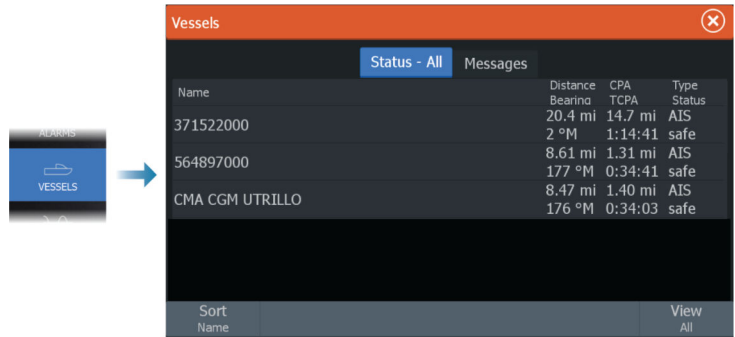 ALARMS
VESSELS
Vessels
Status - All Messages
Name Distance CPA Type
Bearing TCPA Status
371522000 20.4 mi 14.7 mi AIS
2 °M 1:14:41 safe
564897000 8.61 mi 1.31 mi AIS
177 °M 0:34:41 safe
CMA CGM UTRILLO 8.47 mi 1.40 mi AIS
176 °M 0:34:03 safe
Sort View
Name All